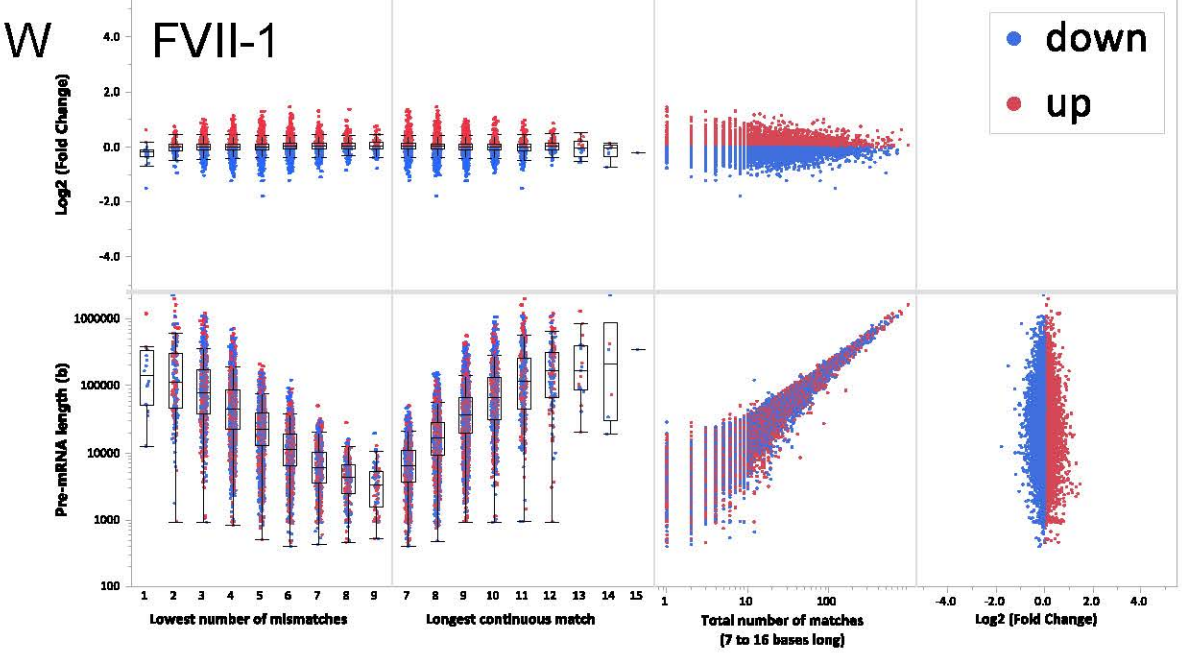 W
FVII-1
down
up
Log2 (Fold Change)
4.0
2.0
0.0
-2.0
-4.0
Pre-mRNA length (b)
1000000
100000
10000
1000
100
1 2 3 4 5 6 7 8 9
Lowest number of mismatches
7 8 9 10 11 12 13 14 15
Longest continuous match
1 10 100
Total number of matches
(7 to 16 bases long)
-4.0 -2.0 0.0 2.0 4.0
Log2 (Fold Change)